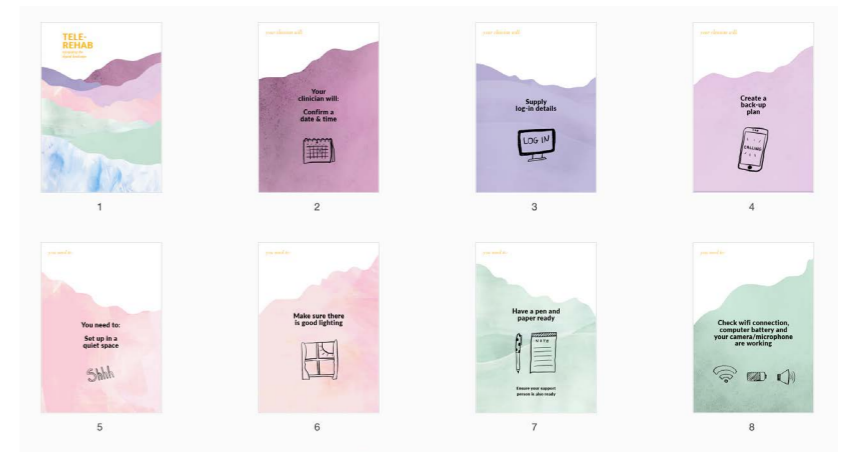 TELE-
REHAB
1
your clinician will:
Your
clinician will:
Confirm a
date & time
2
your clinician will:
Supply
log-in details
LOG IN
3
your clinician will:
Create a
back-up
plan
CALLING
4
you need to:
You need to:
Set up in a
quiet space
Shhh
5
you need to:
Make sure there
is good lighting
6
you need to:
Have a pen and
paper ready
NOTE
Ensure your support
person is also ready
7
you need to:
Check wifi connection,
computer battery and
your camera/microphone
are working
8